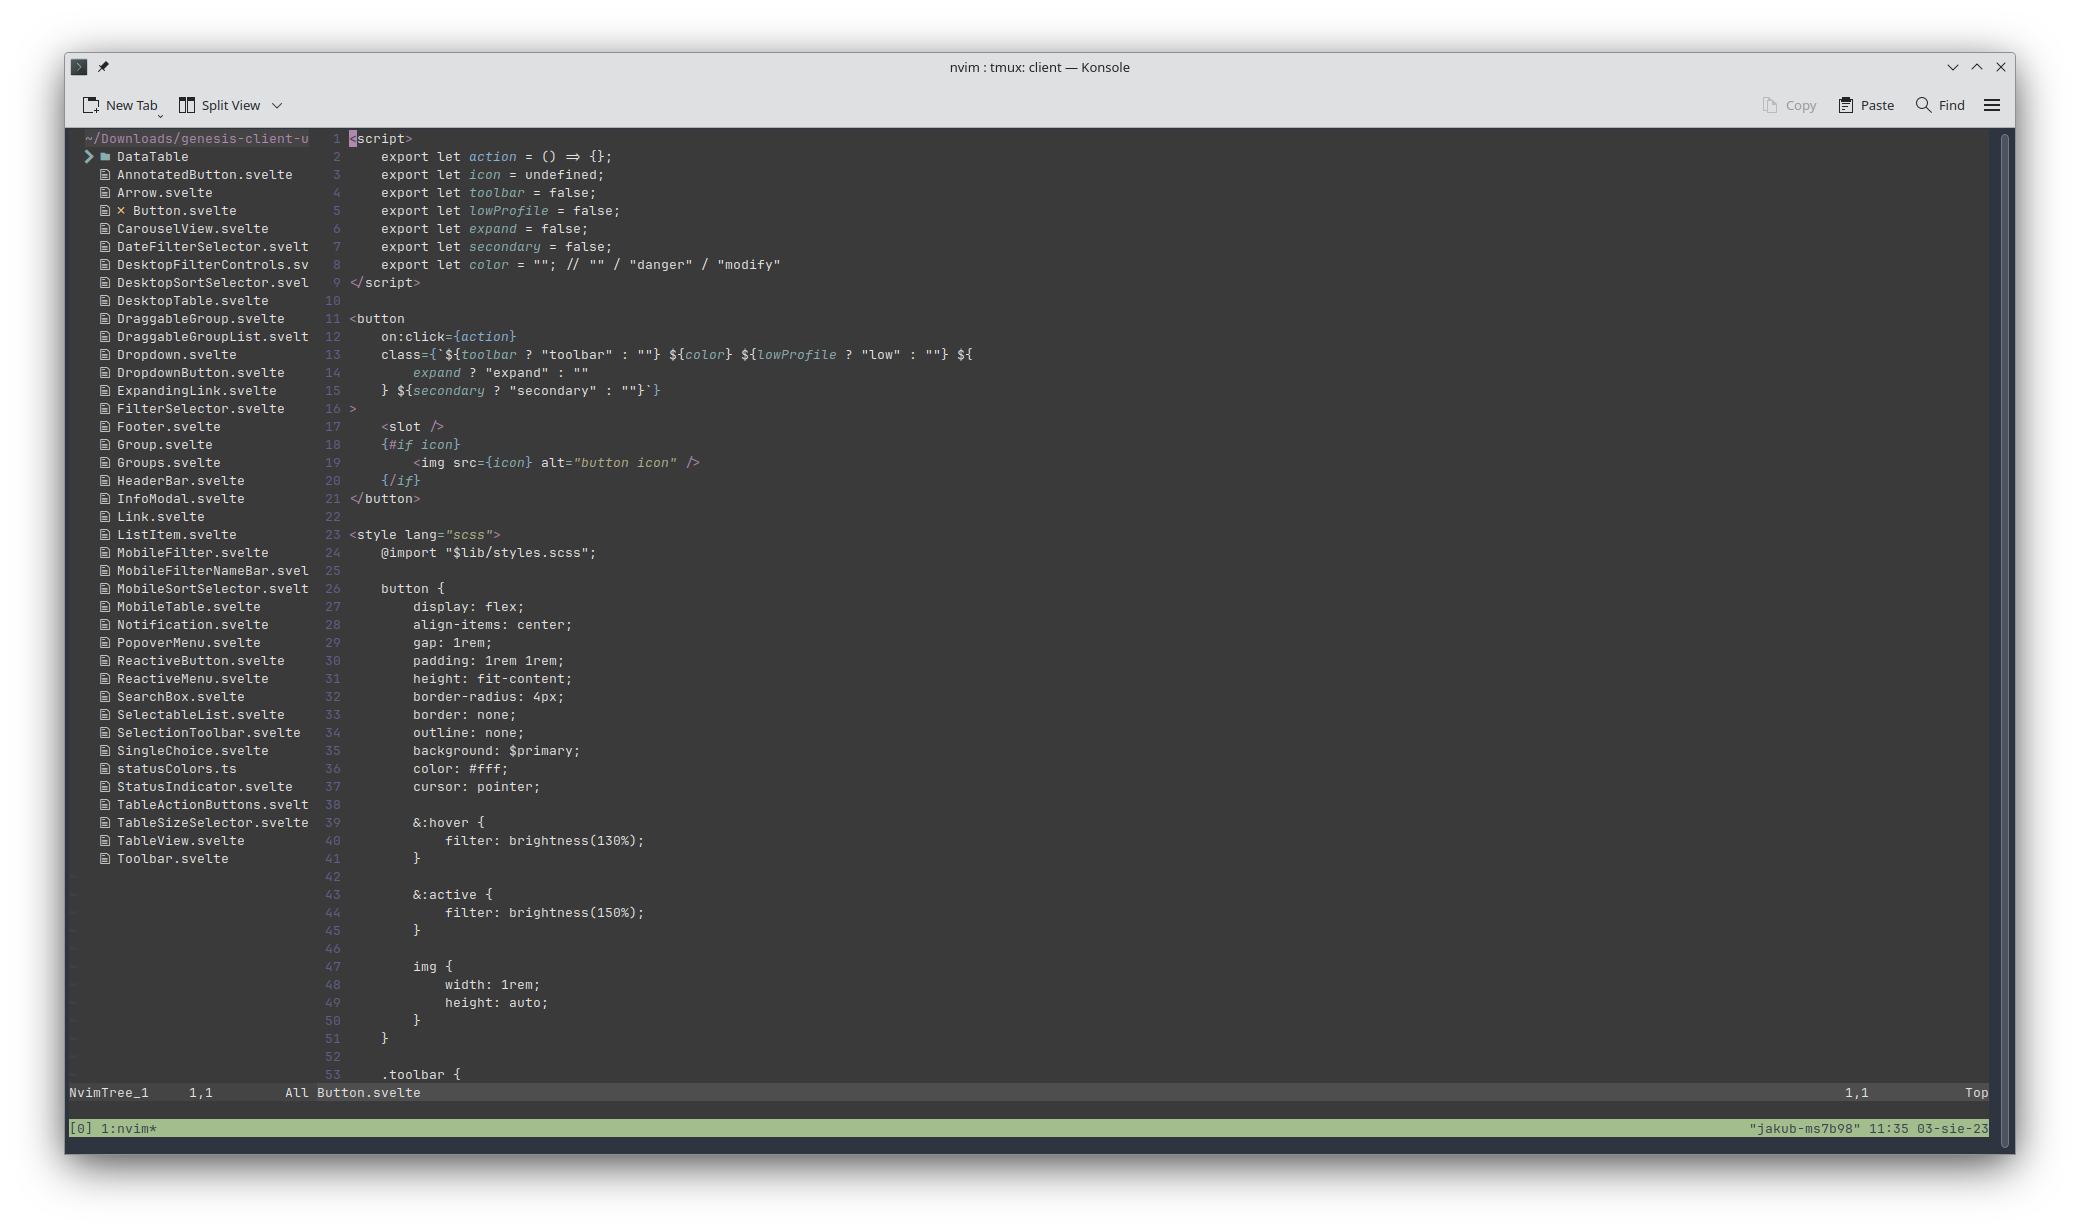 nvim : tmux: client — Konsole
New Tab Split View Copy Paste Find
~/Downloads/genesis-client-u
DataTable
AnnotatedButton.svelte
Arrow.svelte
✕ Button.svelte
CarouselView.svelte
DateFilterSelector.svelt
DesktopFilterControls.sv
DesktopSortSelector.svel
DesktopTable.svelte
DraggableGroup.svelte
DraggableGroupList.svelt
Dropdown.svelte
DropdownButton.svelte
ExpandingLink.svelte
FilterSelector.svelte
Footer.svelte
Group.svelte
Groups.svelte
HeaderBar.svelte
InfoModal.svelte
Link.svelte
ListItem.svelte
MobileFilter.svelte
MobileFilterNameBar.svel
MobileSortSelector.svelt
MobileTable.svelte
Notification.svelte
PopoverMenu.svelte
ReactiveButton.svelte
ReactiveMenu.svelte
SearchBox.svelte
SelectableList.svelte
SelectionToolbar.svelte
SingleChoice.svelte
statusColors.ts
StatusIndicator.svelte
TableActionButtons.svelt
TableSizeSelector.svelte
TableView.svelte
Toolbar.svelte
1 <script>
2     export let action = () => {};
3     export let icon = undefined;
4     export let toolbar = false;
5     export let lowProfile = false;
6     export let expand = false;
7     export let secondary = false;
8     export let color = ""; // "" / "danger" / "modify"
9 </script>
10
11 <button
12     on:click={action}
13     class={`${toolbar ? "toolbar" : ""} ${color} ${lowProfile ? "low" : ""} ${
14         expand ? "expand" : ""
15     } ${secondary ? "secondary" : ""}`}
16 >
17     <slot />
18     {#if icon}
19         <img src={icon} alt="button icon" />
20     {/if}
21 </button>
22
23 <style lang="scss">
24     @import "$lib/styles.scss";
25
26     button {
27         display: flex;
28         align-items: center;
29         gap: 1rem;
30         padding: 1rem 1rem;
31         height: fit-content;
32         border-radius: 4px;
33         border: none;
34         outline: none;
35         background: $primary;
36         color: #fff;
37         cursor: pointer;
38
39         &:hover {
40             filter: brightness(130%);
41         }
42
43         &:active {
44             filter: brightness(150%);
45         }
46
47         img {
48             width: 1rem;
49             height: auto;
50         }
51     }
52
53     .toolbar {
NvimTree_1 1,1 All Button.svelte 1,1 Top
[0] 1:nvim* "jakub-ms7b98" 11:35 03-sie-23